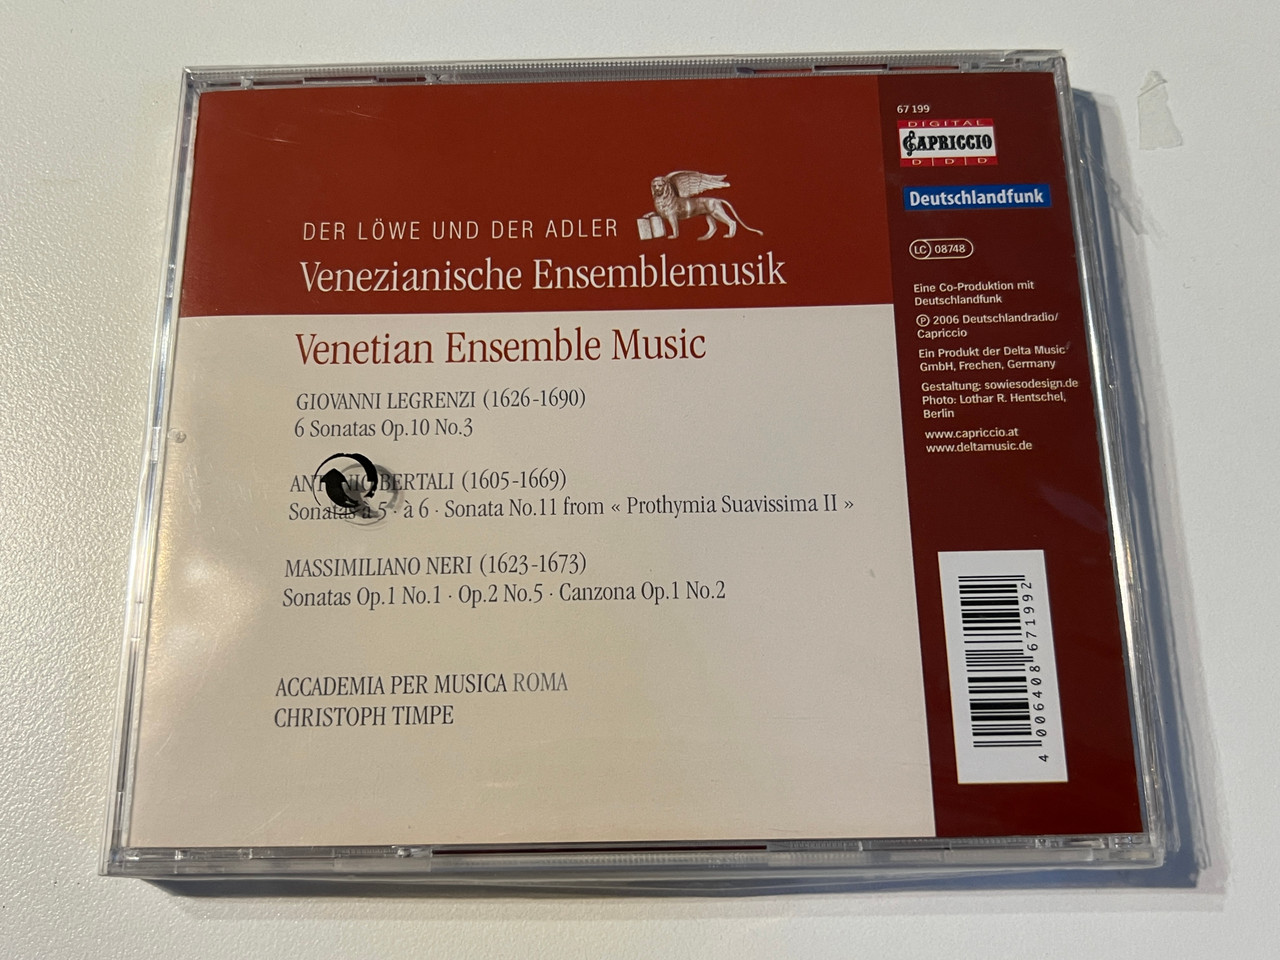 DER LÖWE UND DER ADLER
Venezianische Ensemblemusik
Venetian Ensemble Music
GIOVANNI LEGRENZI (1626-1690)
6 Sonatas Op.10 No.3
ANTONIO BERTALI (1605-1669)
Sonatas à 5 · à 6 · Sonata No.11 from « Prothymia Suavissima II »
MASSIMILIANO NERI (1623-1673)
Sonatas Op.1 No.1 · Op.2 No.5 · Canzona Op.1 No.2
ACCADEMIA PER MUSICA ROMA
CHRISTOPH TIMPE
67 199
DIGITAL
CAPRICCIO
D D D
Deutschlandfunk
LC 08748
Eine Co-Produktion mit
Deutschlandfunk
℗ 2006 Deutschlandradio/
Capriccio
Ein Produkt der Delta Music
GmbH, Frechen, Germany
Gestaltung: sowiesodesign.de
Photo: Lothar R. Hentschel,
Berlin
www.capriccio.at
www.deltamusic.de
4 006408 671992